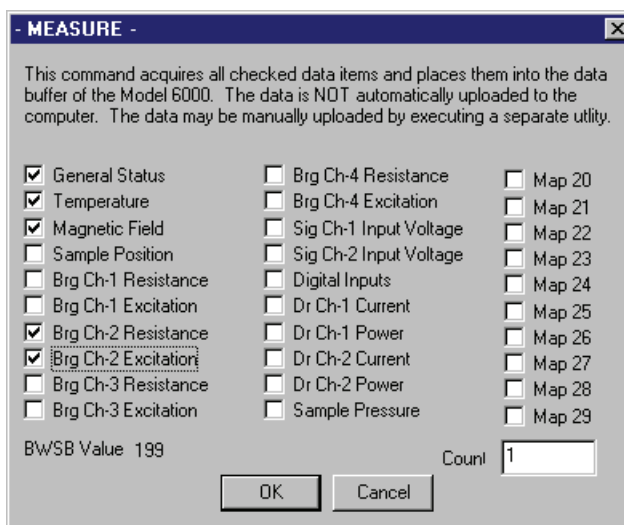 - MEASURE -
This command acquires all checked data items and places them into the data
buffer of the Model 6000. The data is NOT automatically uploaded to the
computer. The data may be manually uploaded by executing a separate utlity.
General Status
Temperature
Magnetic Field
Sample Position
Brg Ch-1 Resistance
Brg Ch-1 Excitation
Brg Ch-2 Resistance
Brg Ch-2 Excitation
Brg Ch-3 Resistance
Brg Ch-3 Excitation
Brg Ch-4 Resistance
Brg Ch-4 Excitation
Sig Ch-1 Input Voltage
Sig Ch-2 Input Voltage
Digital Inputs
Dr Ch-1 Current
Dr Ch-1 Power
Dr Ch-2 Current
Dr Ch-2 Power
Sample Pressure
Map 20
Map 21
Map 22
Map 23
Map 24
Map 25
Map 26
Map 27
Map 28
Map 29
BWSB Value 199
Count 1
OK
Cancel